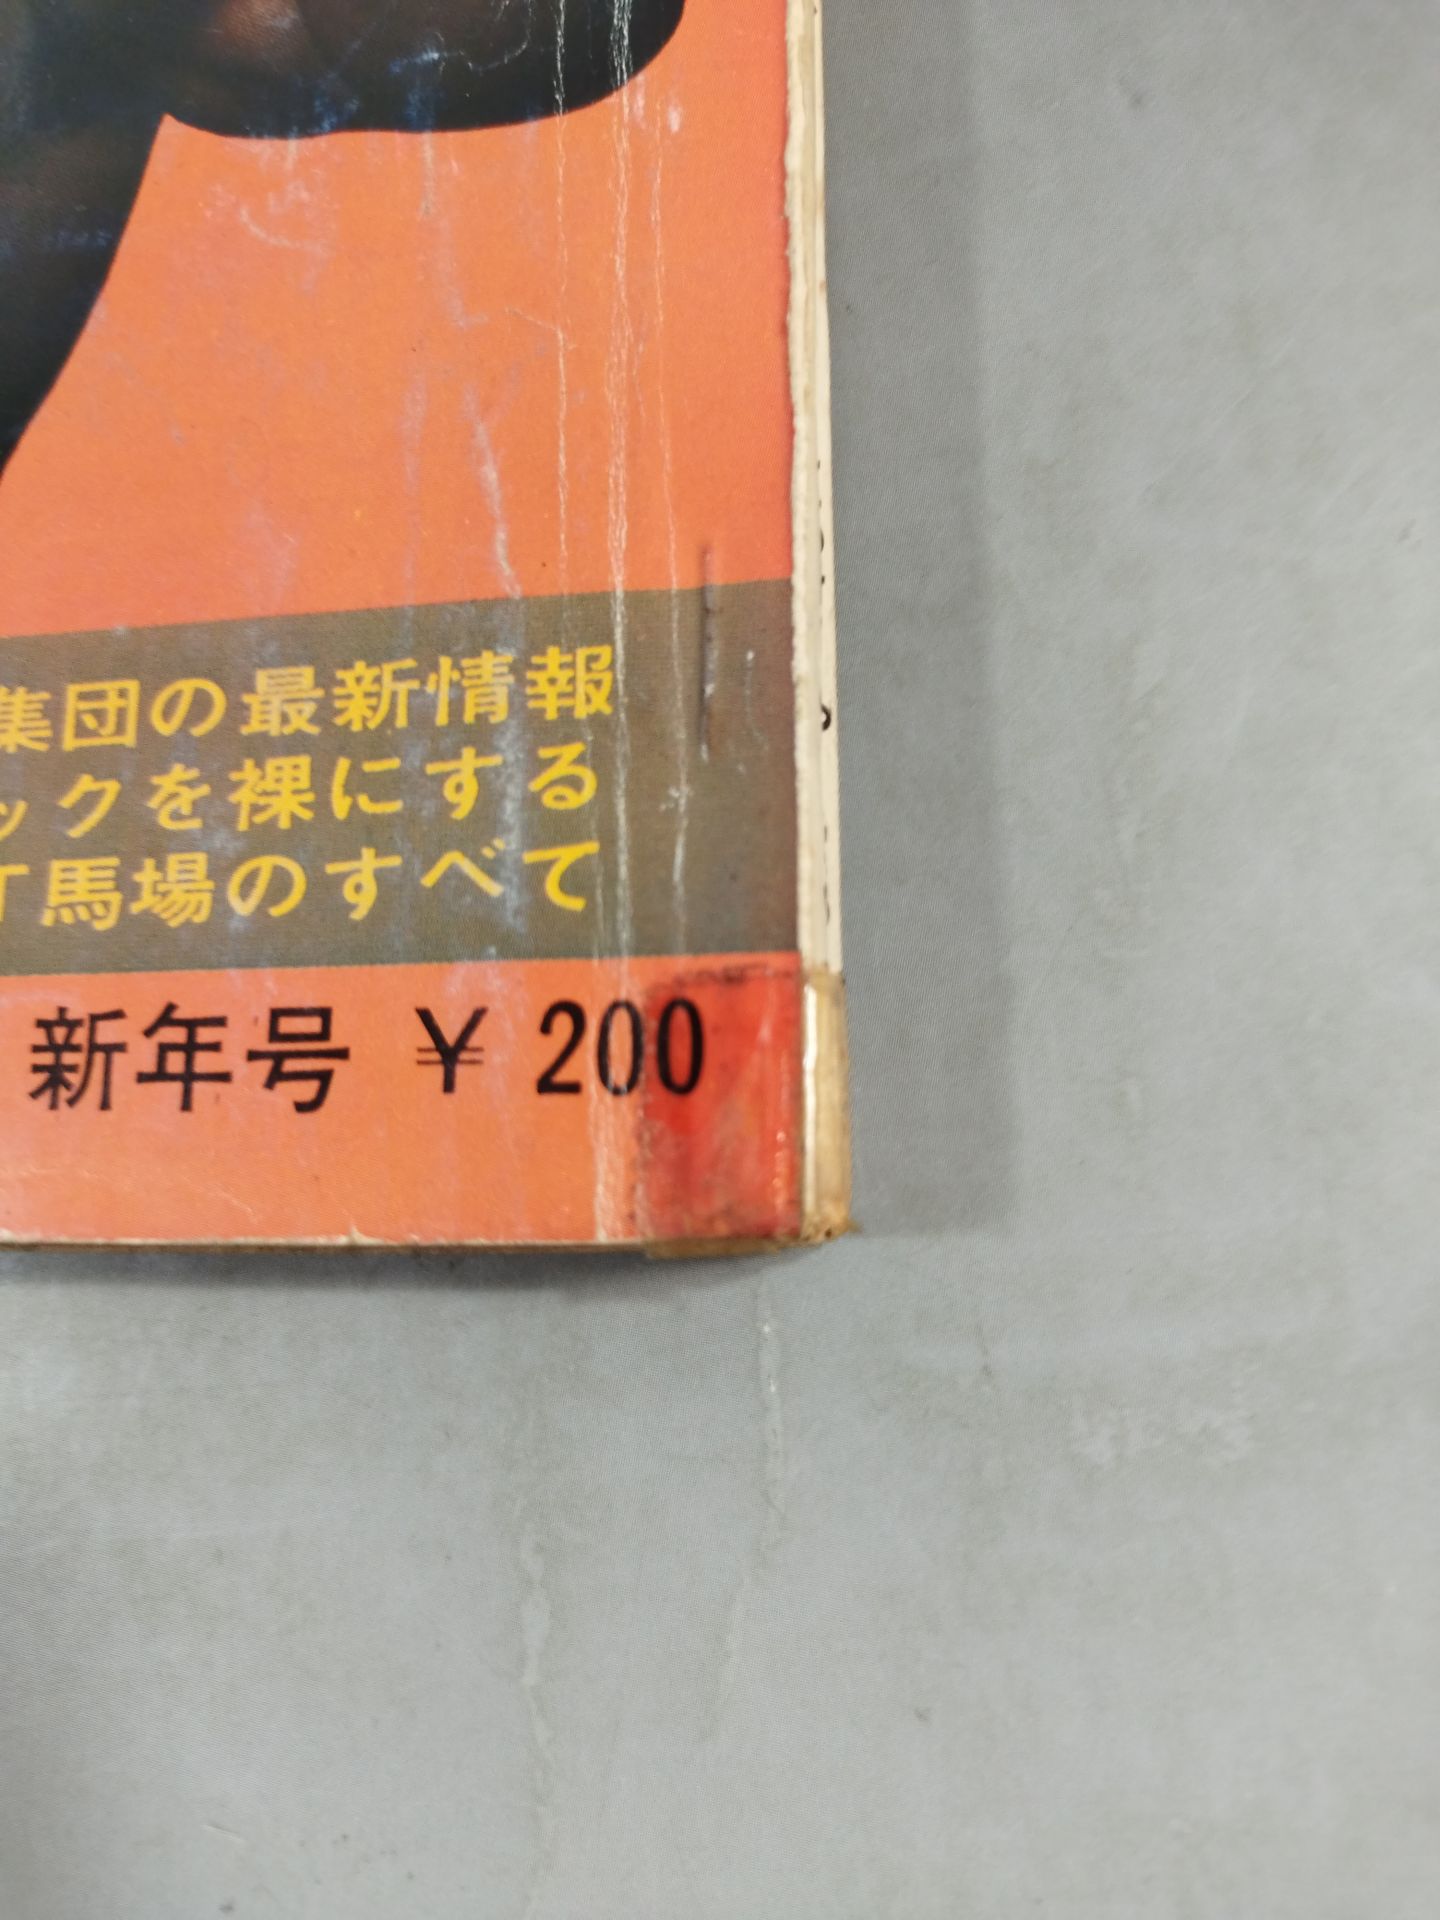 集団の最新情報
ックを裸にする
馬場のすべて
新年号 ¥200